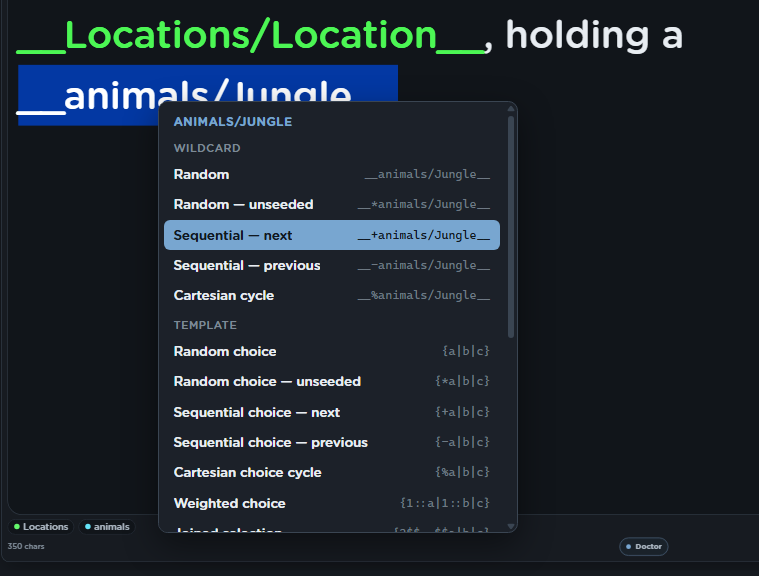 __Locations/Location__, holding a
__animals/Jungle__
ANIMALS/JUNGLE
WILDCARD
Random __animals/Jungle__
Random — unseeded __*animals/Jungle__
Sequential — next __+animals/Jungle__
Sequential — previous __-animals/Jungle__
Cartesian cycle __%animals/Jungle__
TEMPLATE
Random choice {a|b|c}
Random choice — unseeded {*a|b|c}
Sequential choice — next {+a|b|c}
Sequential choice — previous {-a|b|c}
Cartesian choice cycle {%a|b|c}
Weighted choice {1::a|1::b|c}
Joined selection
Locations animals
350 chars Doctor